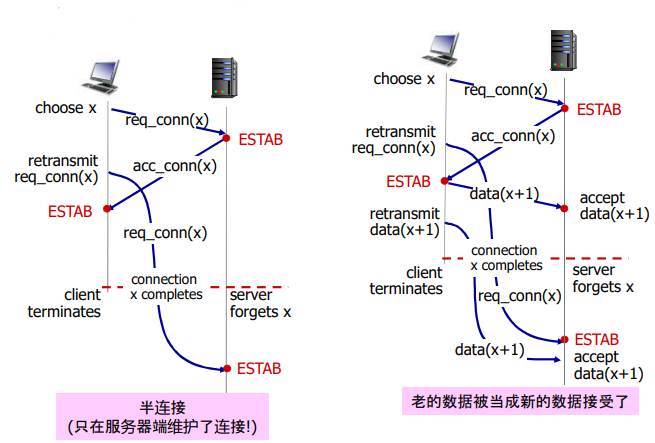 choose x
req_conn(x)
ESTAB
retransmit
req_conn(x)
acc_conn(x)
ESTAB
req_conn(x)
client
terminates
connection
x completes
server
forgets x
ESTAB
半连接
(只在服务器端维护了连接!)
choose x
req_conn(x)
ESTAB
retransmit
req_conn(x)
acc_conn(x)
ESTAB
data(x+1)
accept
data(x+1)
retransmit
data(x+1)
connection
x completes
client
terminates
server
forgets x
req_conn(x)
ESTAB
data(x+1)
accept
data(x+1)
老的数据被当成新的数据接受了